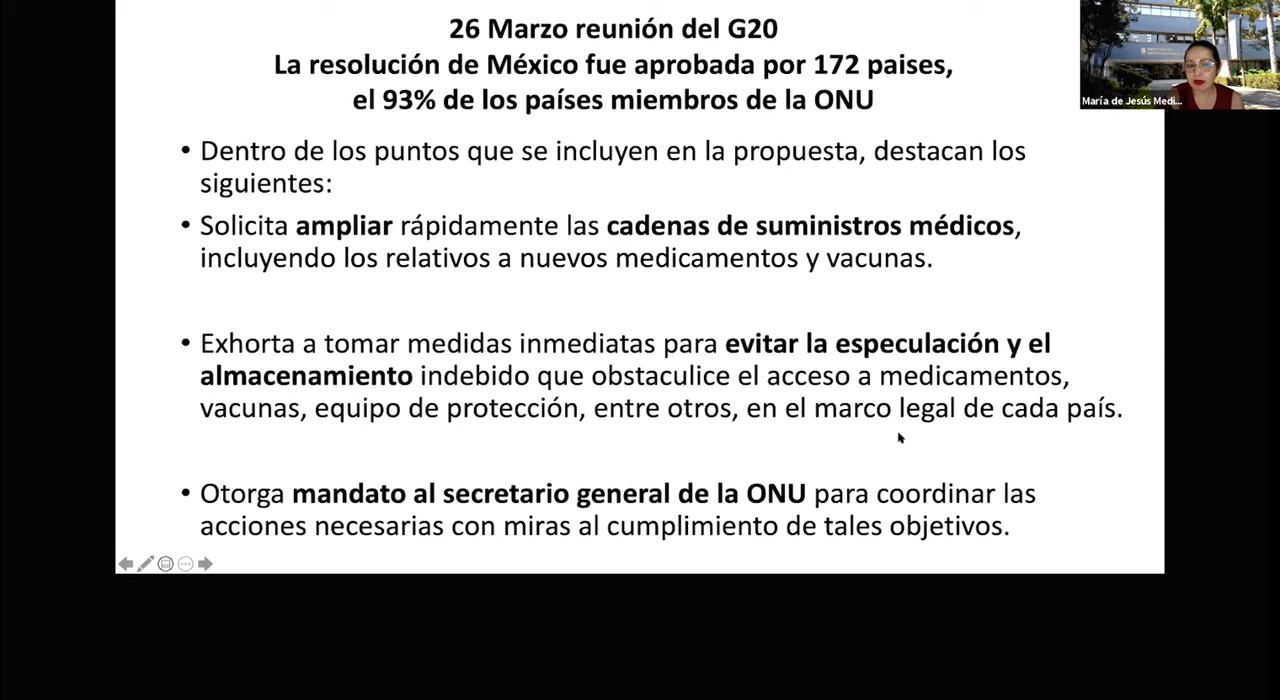 26 Marzo reunión del G20
La resolución de México fue aprobada por 172 paises,
el 93% de los países miembros de la ONU
María de Jesús Medi...
• Dentro de los puntos que se incluyen en la propuesta, destacan los
siguientes:
• Solicita ampliar rápidamente las cadenas de suministros médicos,
incluyendo los relativos a nuevos medicamentos y vacunas.
• Exhorta a tomar medidas inmediatas para evitar la especulación y el
almacenamiento indebido que obstaculice el acceso a medicamentos,
vacunas, equipo de protección, entre otros, en el marco legal de cada país.
• Otorga mandato al secretario general de la ONU para coordinar las
acciones necesarias con miras al cumplimiento de tales objetivos.